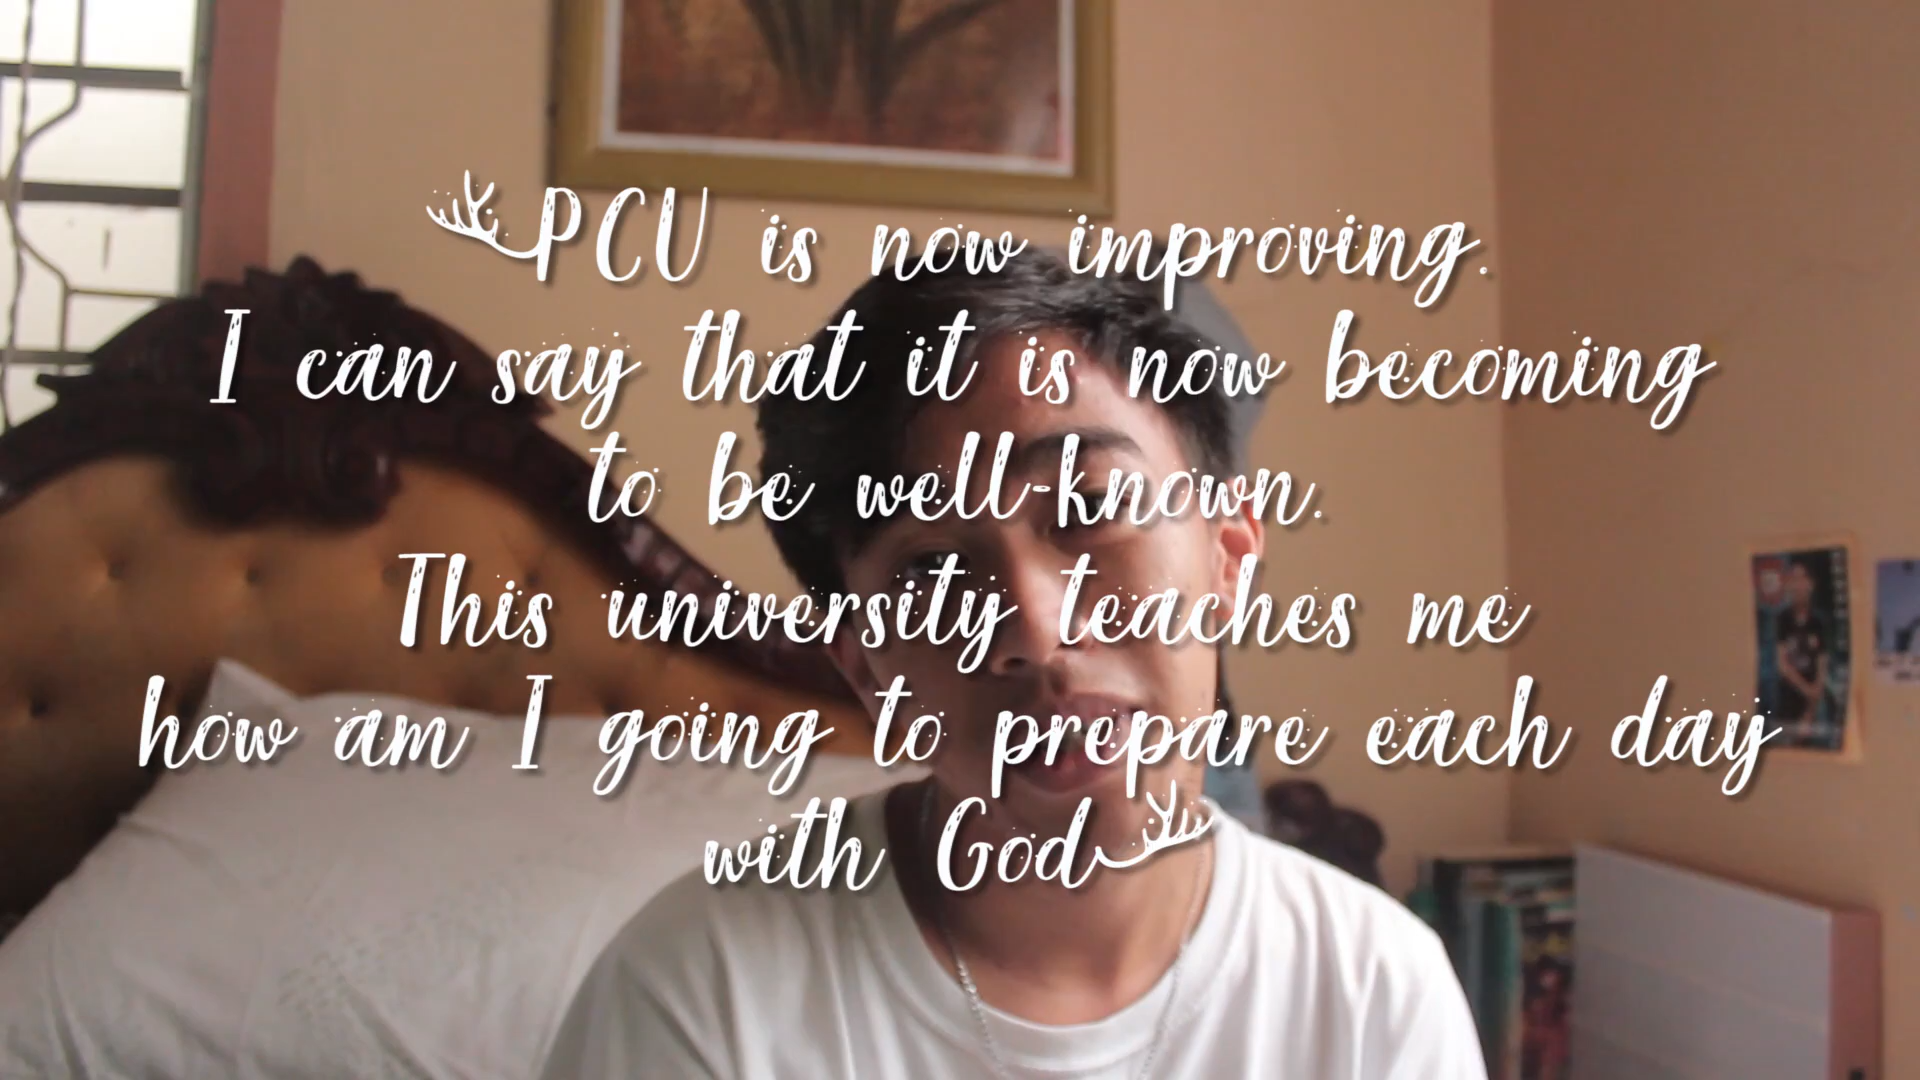 PCU is now improving.
I can say that it is now becoming
to be well-known.
This university teaches me
how am I going to prepare each day
with God